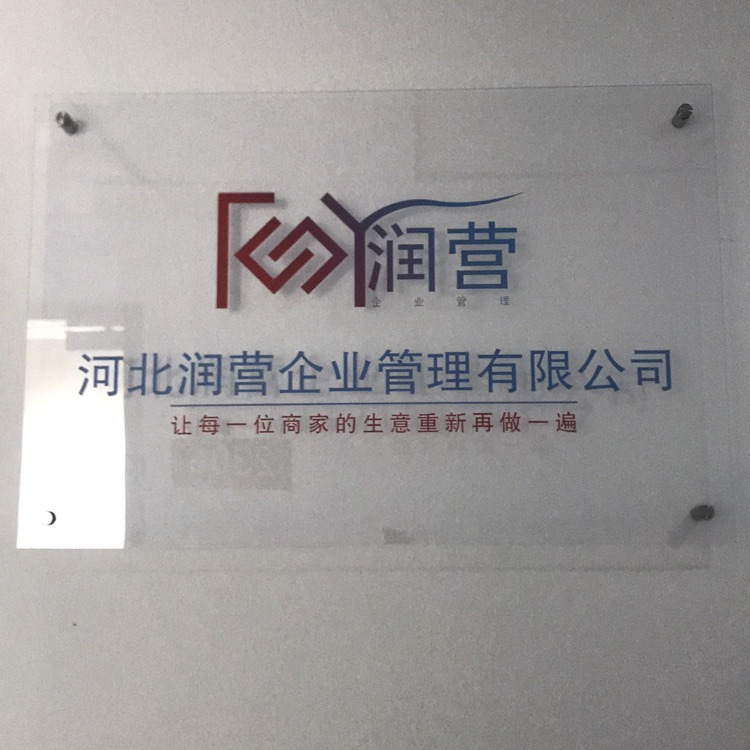 润营
企业管理
河北润营企业管理有限公司
让每一位商家的生意重新再做一遍